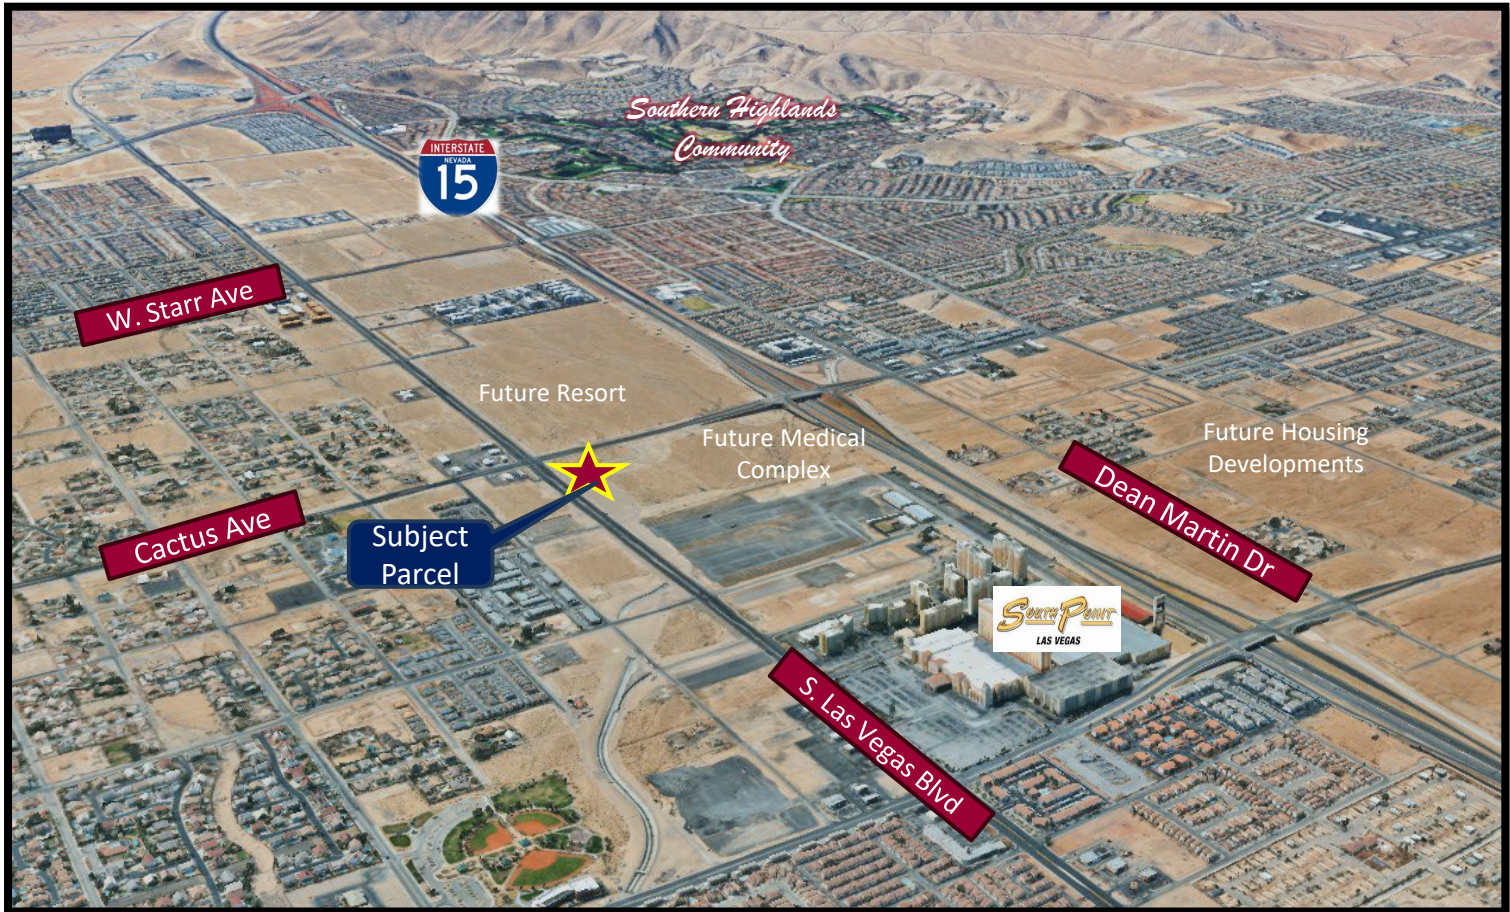 Southern Highlands
Community
INTERSTATE
NEVADA
15
W. Starr Ave
Future Resort
Future Medical
Complex
Future Housing
Developments
Dean Martin Dr
Cactus Ave
Subject
Parcel
South Point
LAS VEGAS
S. Las Vegas Blvd